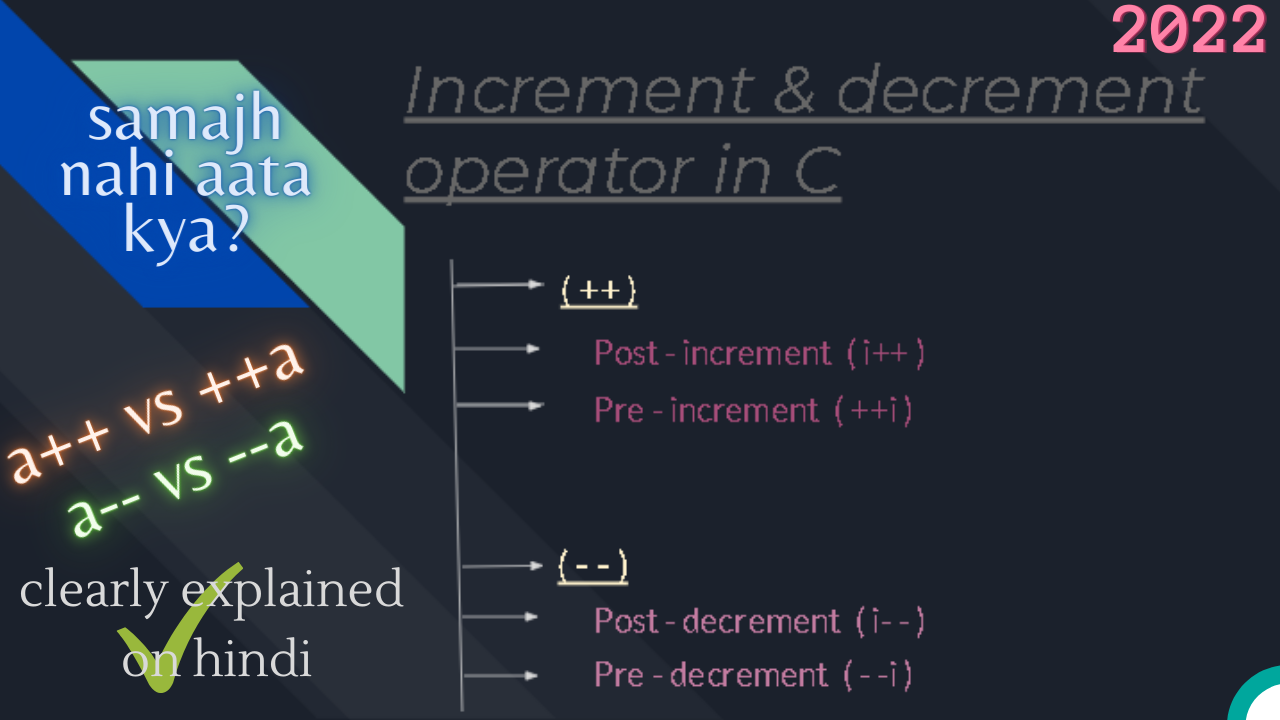 2022
samajh
nahi aata
kya?
a++ vs ++a
a-- vs --a
clearly explained
on hindi
Increment & decrement
operator in C
(++)
Post-increment (i++)
Pre-increment (++i)
(--)
Post-decrement (i--)
Pre-decrement (--i)